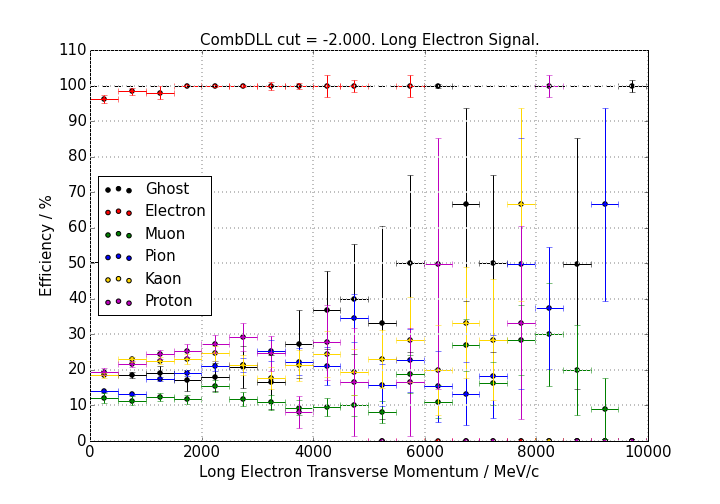 CombDLL cut = -2.000. Long Electron Signal.
110
100
90
80
70
60
50
40
30
20
10
0
Efficiency / %
Ghost
Electron
Muon
Pion
Kaon
Proton
0 2000 4000 6000 8000 10000
Long Electron Transverse Momentum / MeV/c